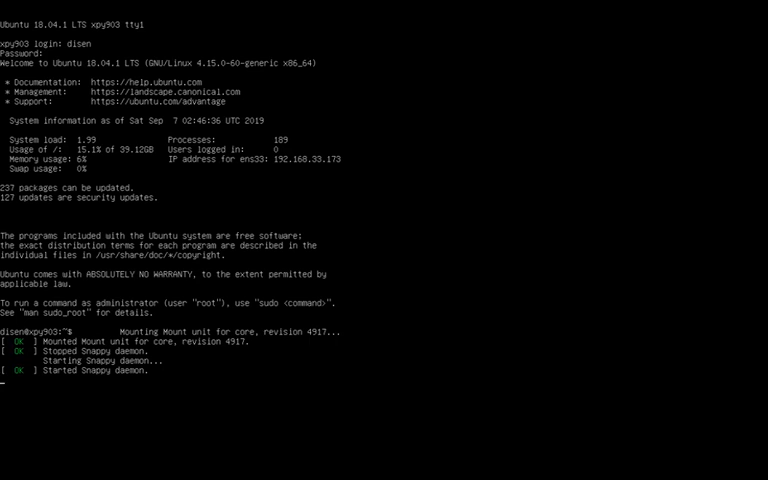 Ubuntu 18.04.1 LTS xpy903 tty1
xpy903 login: disen
Password:
Welcome to Ubuntu 18.04.1 LTS (GNU/Linux 4.15.0-60-generic x86_64)
* Documentation:  https://help.ubuntu.com
* Management:     https://landscape.canonical.com
* Support:        https://ubuntu.com/advantage
System information as of Sat Sep  7 02:46:36 UTC 2019
System load:  1.99               Processes:            189
Usage of /:   15.1% of 39.12GB   Users logged in:      0
Memory usage: 6%                 IP address for ens33: 192.168.33.173
Swap usage:   0%
237 packages can be updated.
127 updates are security updates.
The programs included with the Ubuntu system are free software;
the exact distribution terms for each program are described in the
individual files in /usr/share/doc/*/copyright.
Ubuntu comes with ABSOLUTELY NO WARRANTY, to the extent permitted by
applicable law.
To run a command as administrator (user "root"), use "sudo <command>".
See "man sudo_root" for details.
disen@xpy903:~$          Mounting Mount unit for core, revision 4917...
[  OK  ] Mounted Mount unit for core, revision 4917.
[  OK  ] Stopped Snappy daemon.
Starting Snappy daemon...
[  OK  ] Started Snappy daemon.